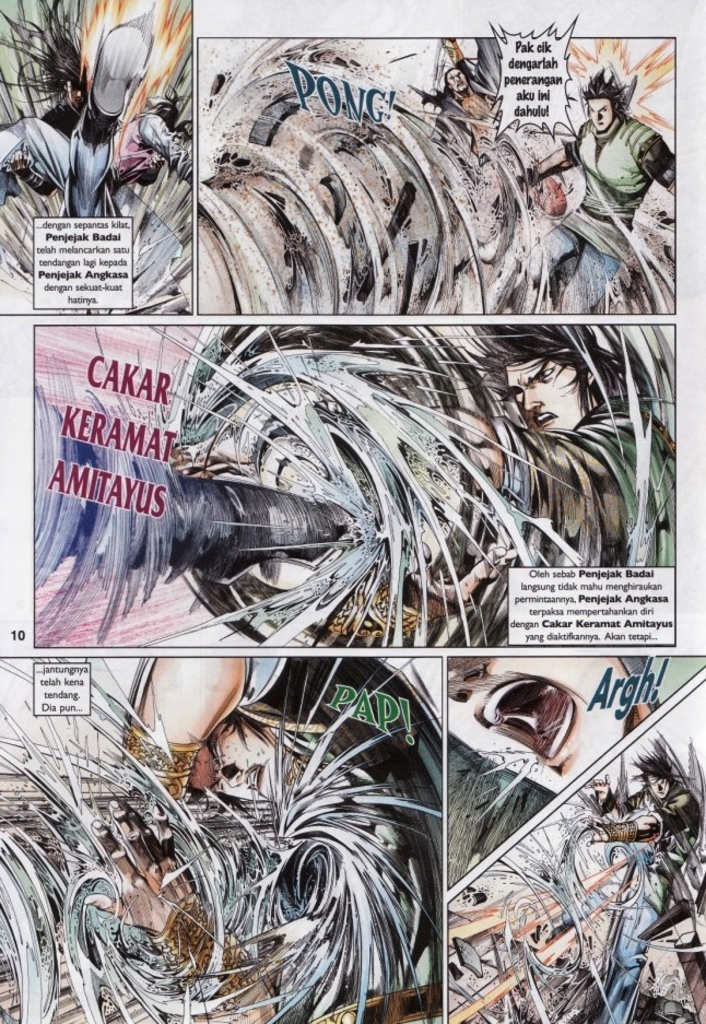 ...dengan sepantas kilat,
Penjejak Badai
telah melancarkan satu
tendangan lagi kepada
Penjejak Angkasa
dengan sekuat-kuat
hatinya.
PONG!
Pak cik
dengarlah
penerangan
aku ini
dahulu!
CAKAR
KERAMAT
AMITAYUS
Oleh sebab Penjejak Badai
langsung tidak mahu menghiraukan
permintaannya, Penjejak Angkasa
terpaksa mempertahankan diri
dengan Cakar Keramat Amitayus
yang diaktifkannya. Akan tetapi...
10
...jantungnya
telah kena
tendang.
Dia pun...
PAP!
Argh!